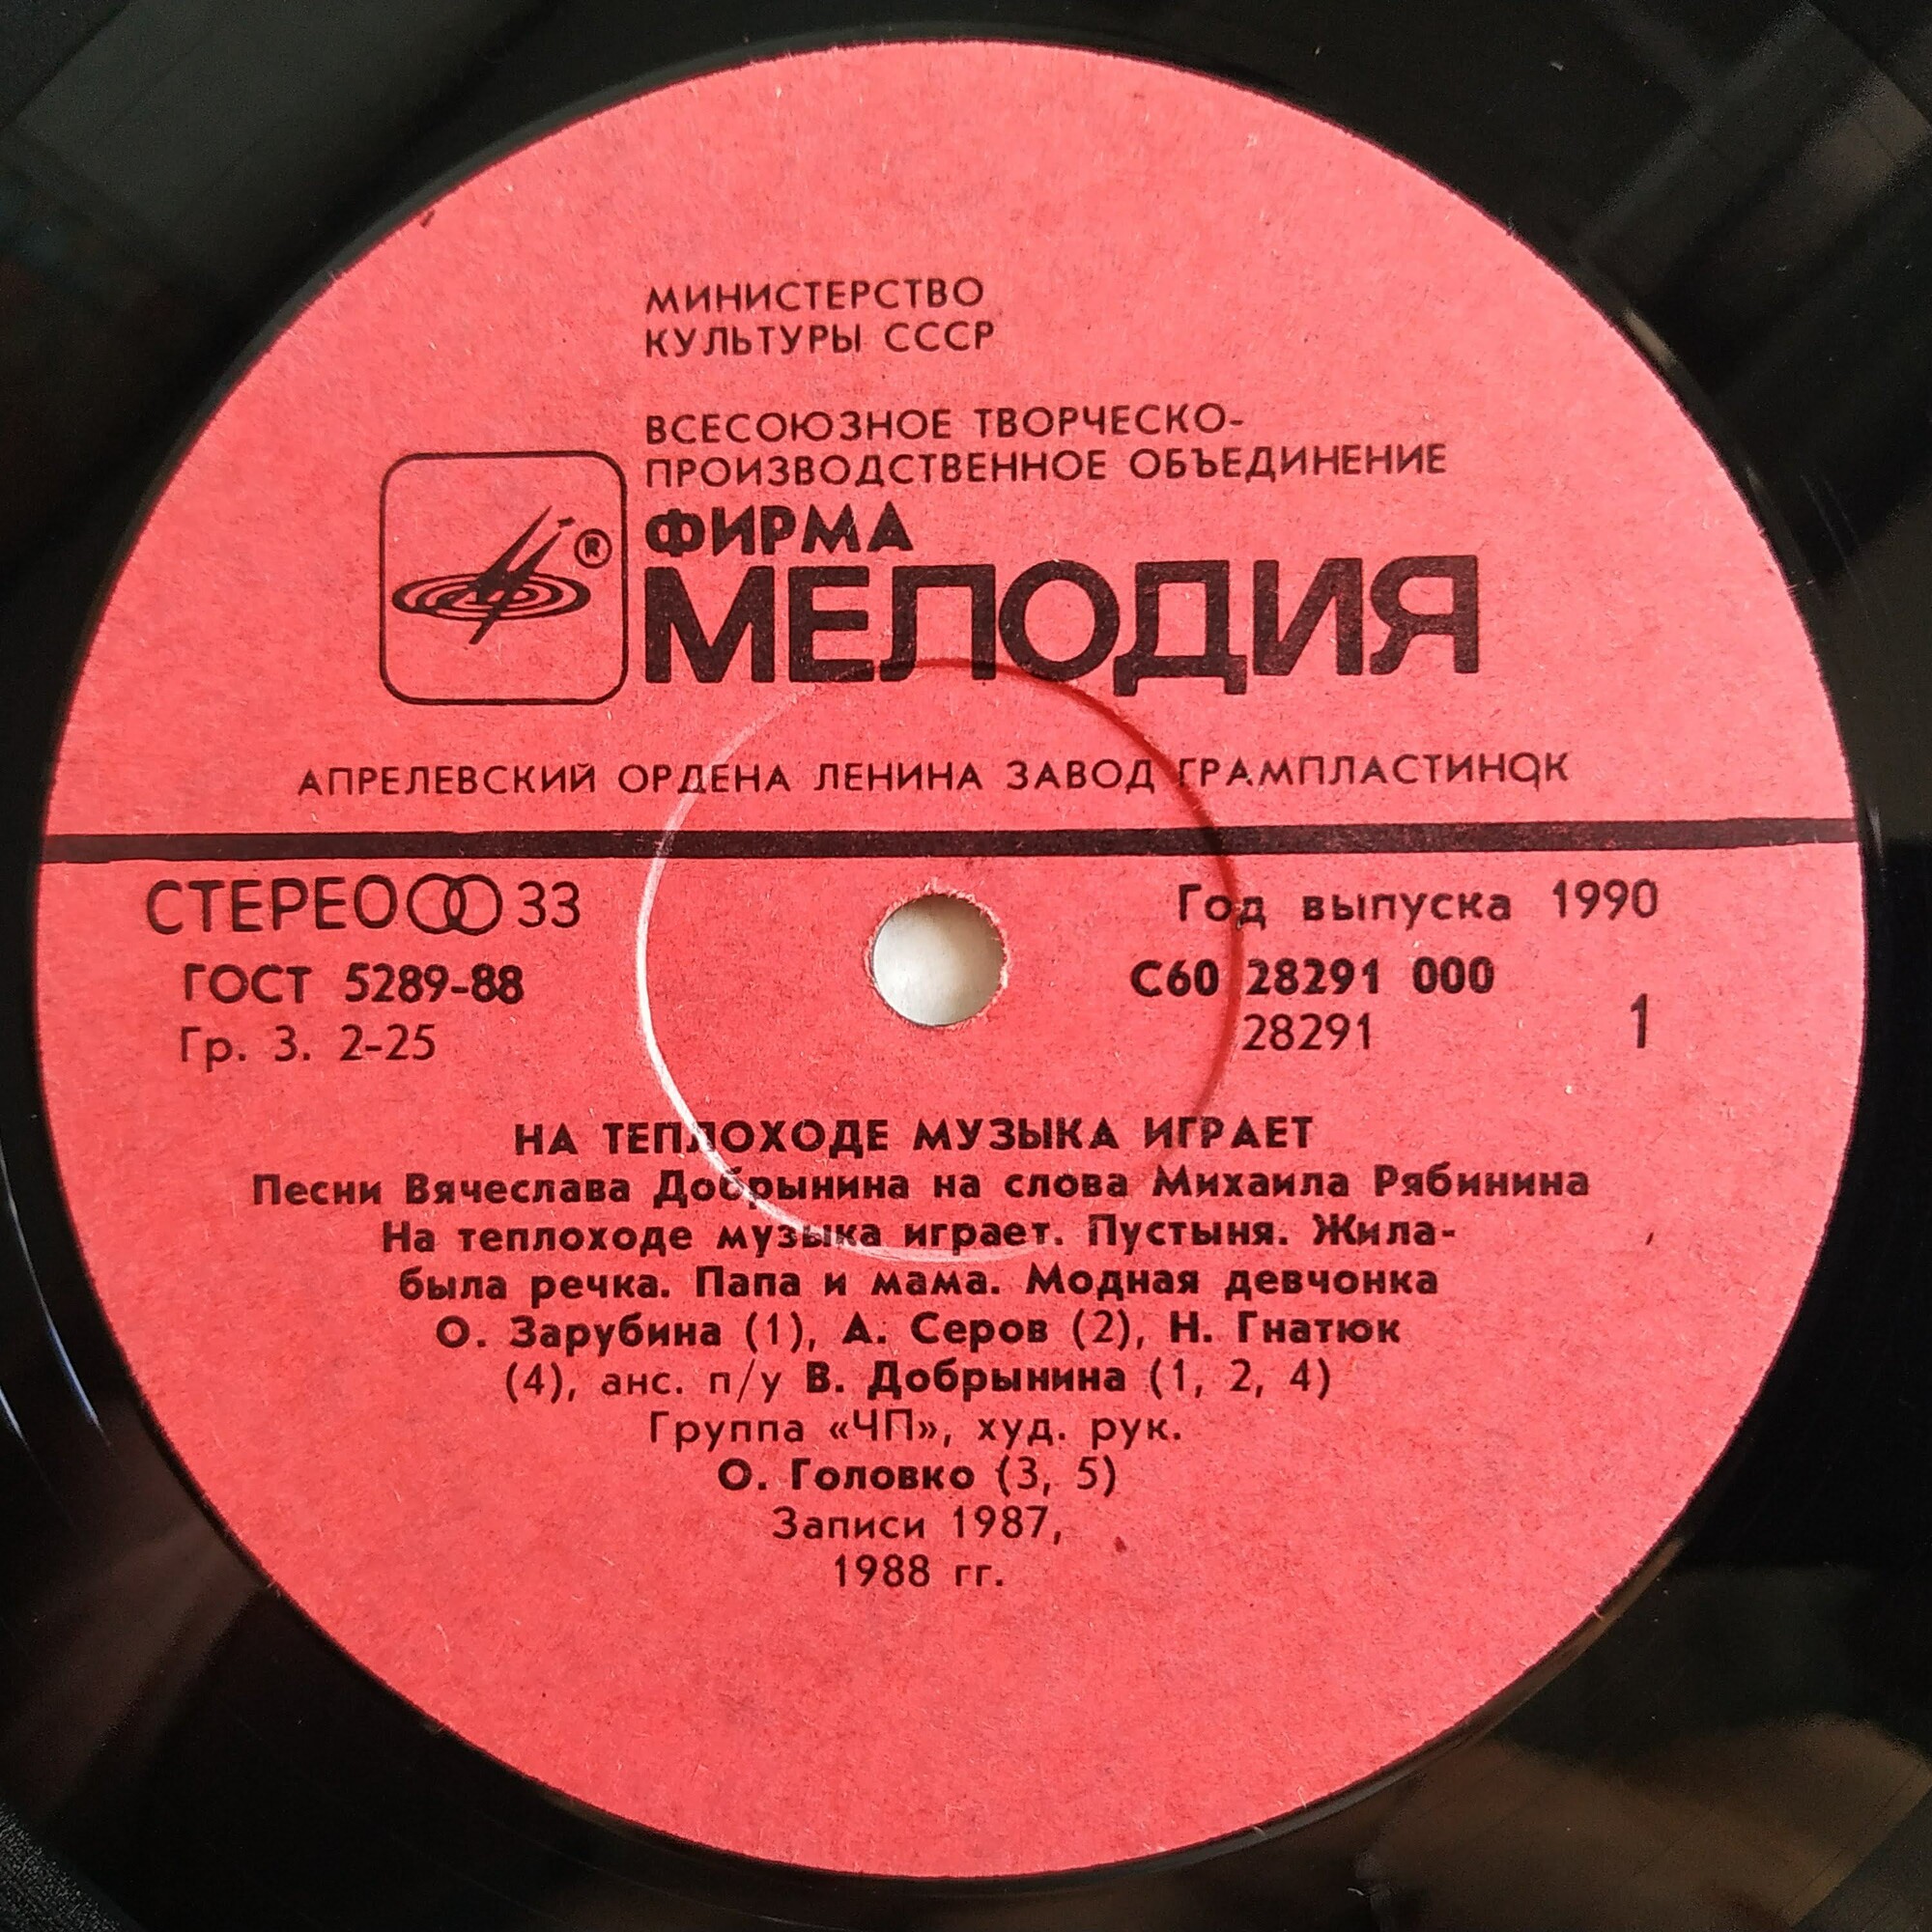 МИНИСТЕРСТВО
КУЛЬТУРЫ СССР
ВСЕСОЮЗНОЕ ТВОРЧЕСКО-
ПРОИЗВОДСТВЕННОЕ ОБЪЕДИНЕНИЕ
®
ФИРМА
МЕЛОДИЯ
АПРЕЛЕВСКИЙ ОРДЕНА ЛЕНИНА ЗАВОД ГРАМПЛАСТИНОК
СТЕРЕО 33
Год выпуска 1990
ГОСТ 5289-88
С60 28291 000
Гр. 3. 2-25
28291
1
НА ТЕПЛОХОДЕ МУЗЫКА ИГРАЕТ
Песни Вячеслава Добрынина на слова Михаила Рябинина
На теплоходе музыка играет. Пустыня. Жила-
была речка. Папа и мама. Модная девчонка
О. Зарубина (1), А. Серов (2), Н. Гнатюк
(4), анс. п/у В. Добрынина (1, 2, 4)
Группа «ЧП», худ. рук.
О. Головко (3, 5)
Записи 1987,
1988 гг.